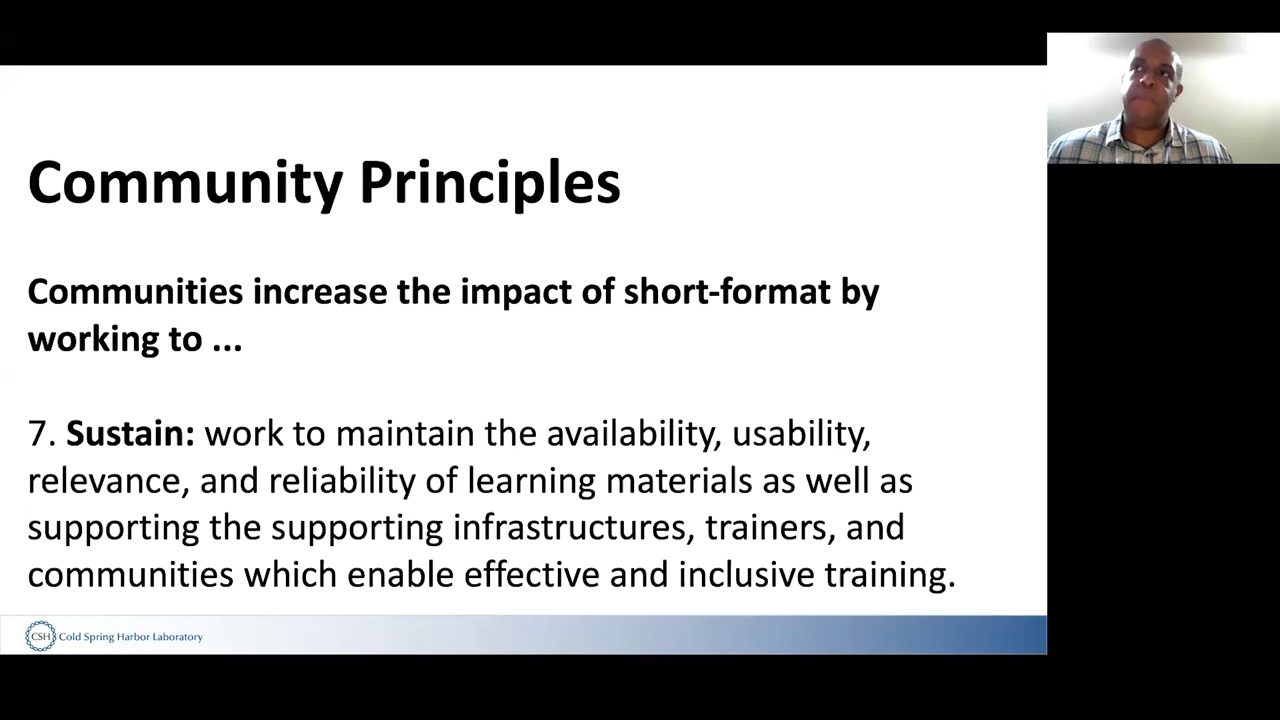 Community Principles
Communities increase the impact of short-format by
working to ...
7. Sustain: work to maintain the availability, usability,
relevance, and reliability of learning materials as well as
supporting the supporting infrastructures, trainers, and
communities which enable effective and inclusive training.
CSH Cold Spring Harbor Laboratory